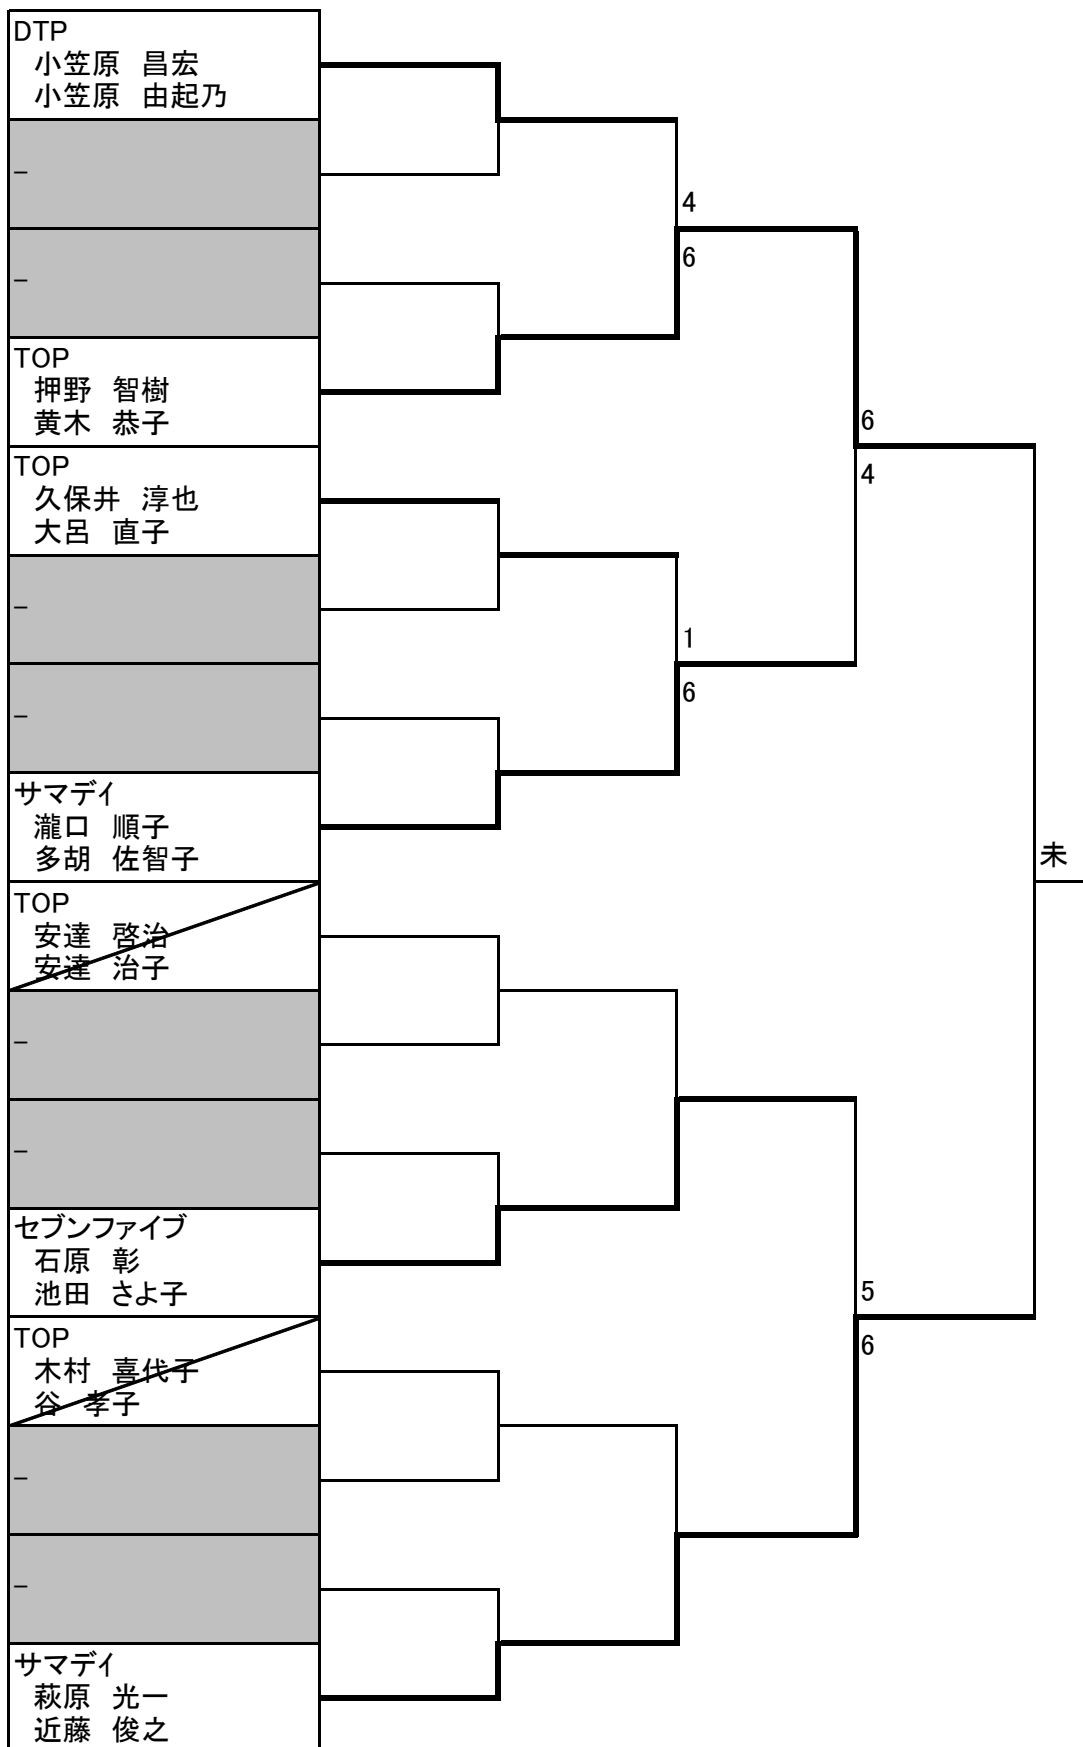 DTP
小笠原　昌宏
小笠原　由起乃
–
4
–
6
TOP
押野　智樹
黄木　恭子
6
TOP
4
久保井　淳也
大呂　直子
–
1
–
6
サマデイ
瀧口　順子
多胡　佐智子
未
TOP
安達　啓治
安達　治子
–
–
セブンファイブ
石原　彰
池田　さよ子
5
TOP
6
木村　喜代子
谷　孝子
–
–
サマデイ
萩原　光一
近藤　俊之